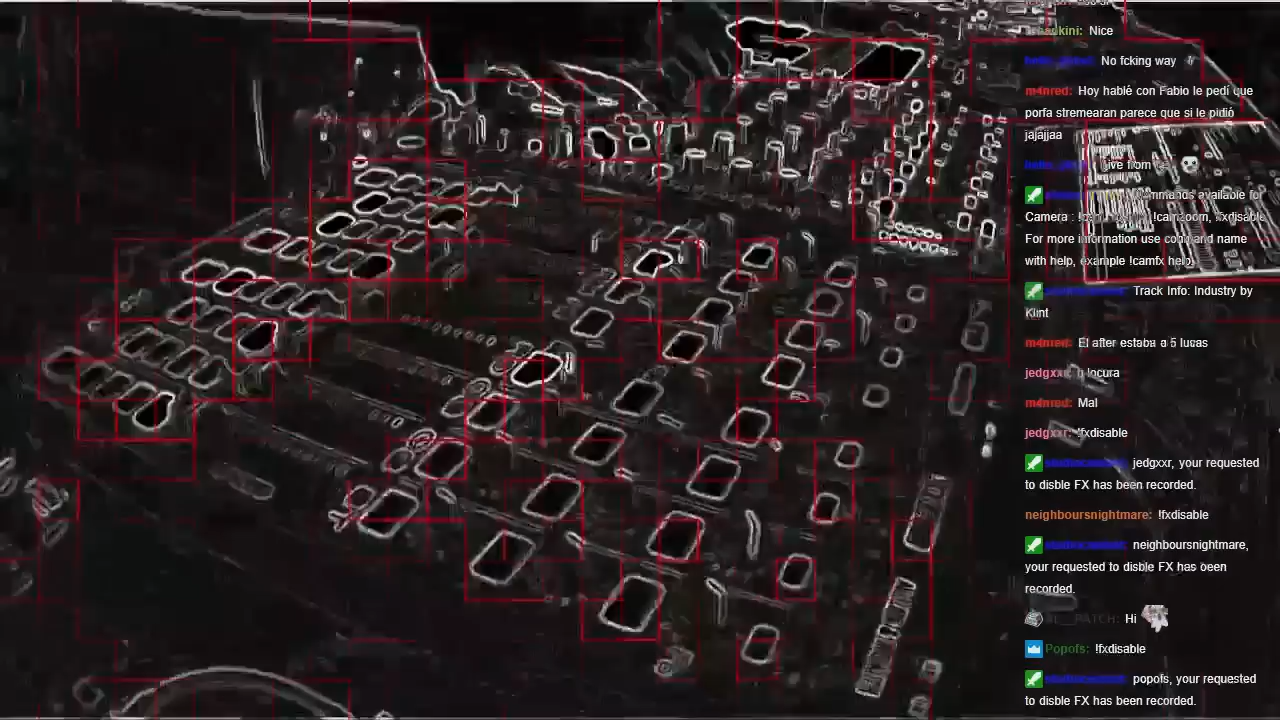 Nice
No fcking way
m4nred: Hoy hablé con Fabio le pedí que
porfa stremearan parece que si le pidió
jajajjaa
Live from
available for
Camera : !camzoom, !fxdisable
For more information use command name
with help, example !camfx help
Track Info: Industry by
Klint
m4nred: El after estaba a 5 lucas
jedgxxr: locura
m4nred: Mal
jedgxxr: !fxdisable
jedgxxr, your requested
to disble FX has been recorded.
neighboursnightmare: !fxdisable
neighboursnightmare,
your requested to disble FX has been
recorded.
Hi
Popofs: !fxdisable
popofs, your requested
to disble FX has been recorded.